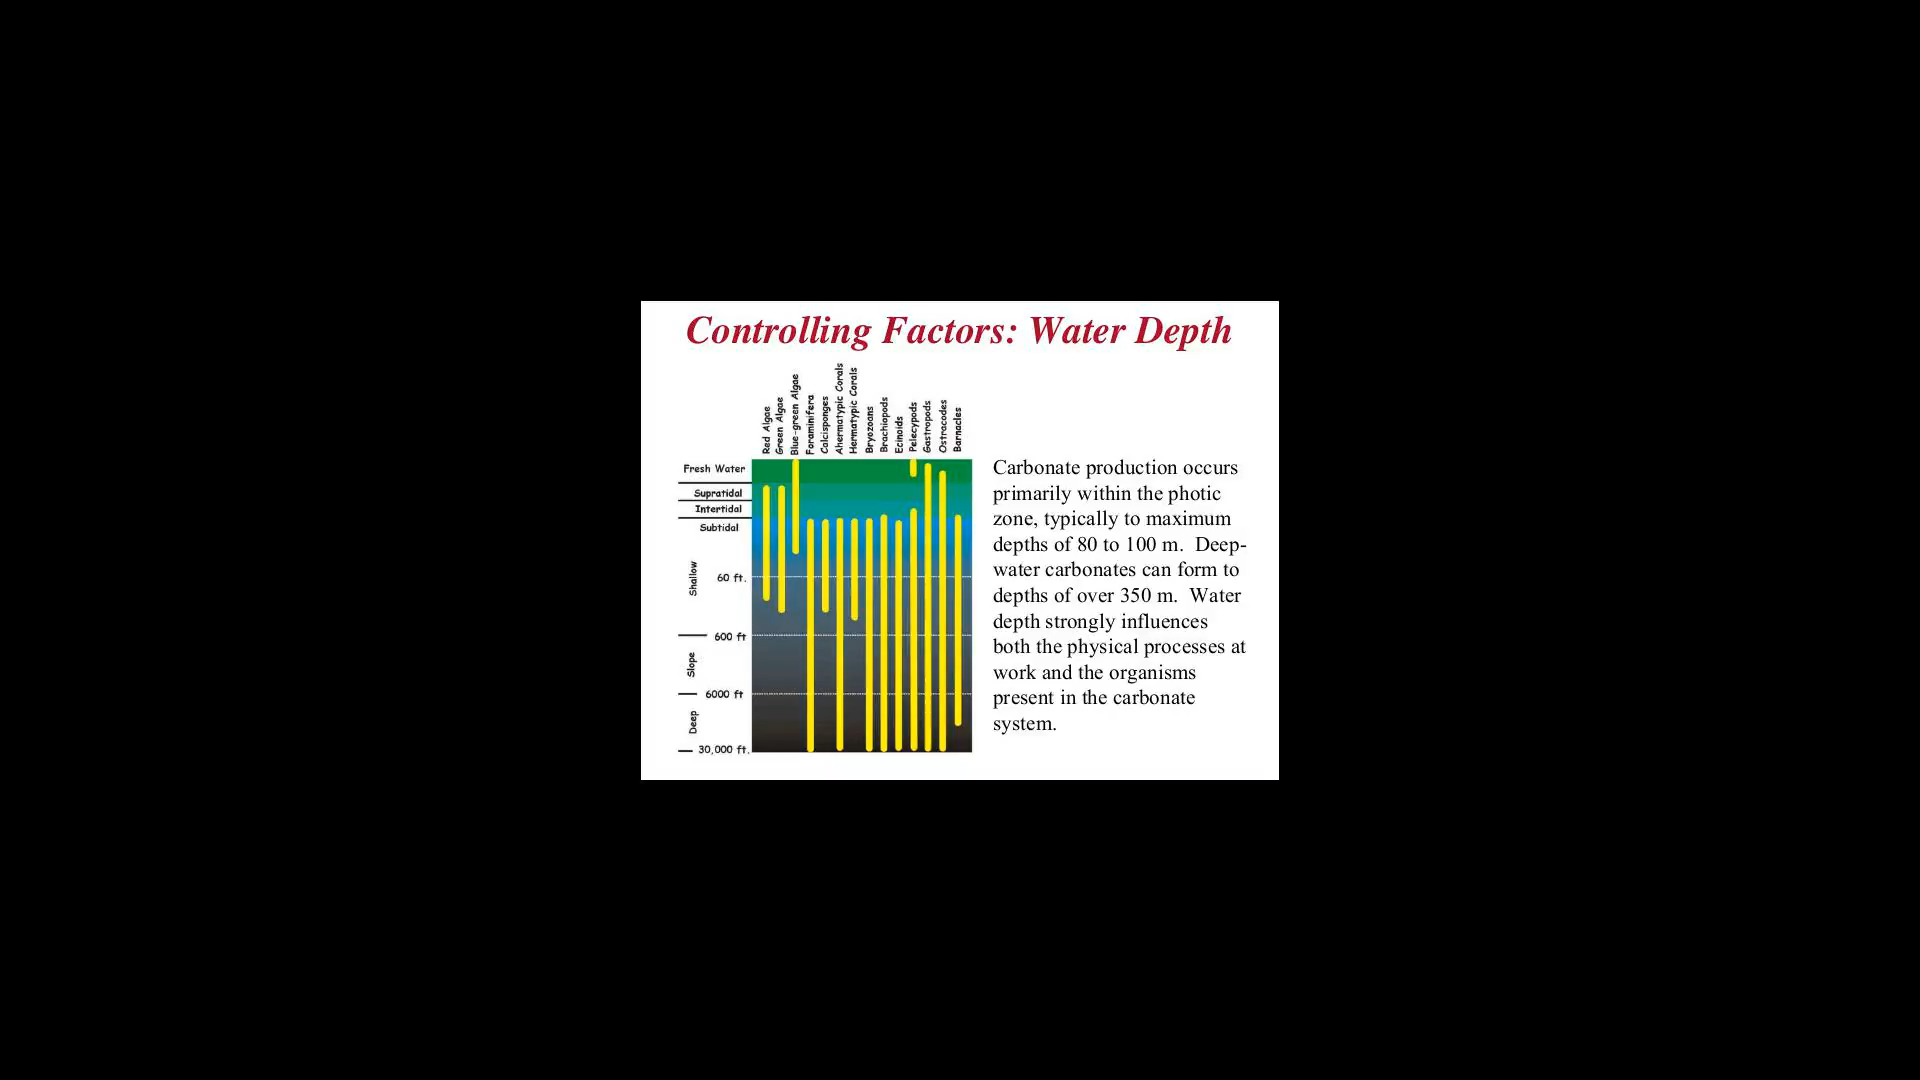 Controlling Factors: Water Depth
Red Algae
Green Algae
Blue-green Algae
Foraminifera
Calcisponges
Ahermatypic Corals
Hermatypic Corals
Bryozoans
Brachiopods
Ecinoids
Pelecypods
Gastropods
Ostracodes
Barnacles
Fresh Water
Supratidal
Intertidal
Subtidal
Shallow
60 ft.
600 ft
Slope
6000 ft
Deep
30,000 ft.
Carbonate production occurs
primarily within the photic
zone, typically to maximum
depths of 80 to 100 m. Deep-
water carbonates can form to
depths of over 350 m. Water
depth strongly influences
both the physical processes at
work and the organisms
present in the carbonate
system.